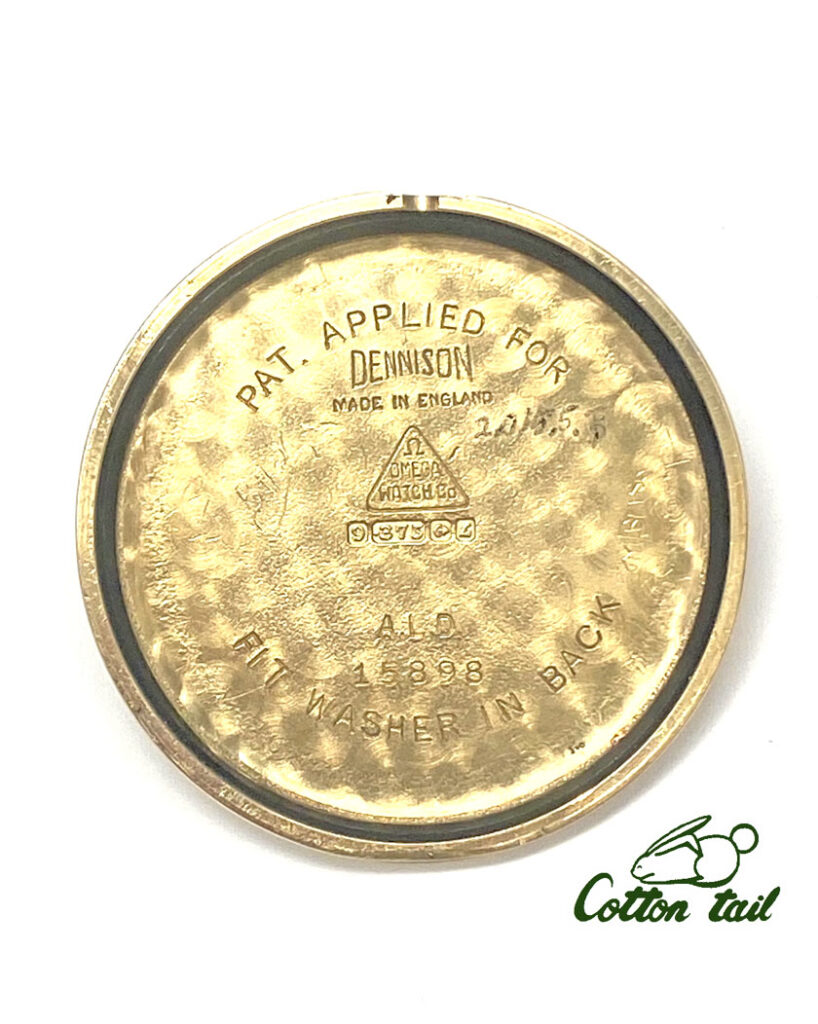 PAT. APPLIED FOR
DENNISON
MADE IN ENGLAND
Ω
OMEGA
WATCH Co
9 375
A.L.D.
15898
FIT WASHER IN BACK
Cotton tail